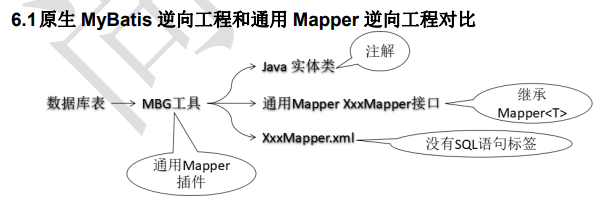 6.1原生 MyBatis 逆向工程和通用 Mapper 逆向工程对比
注解
Java 实体类
数据库表
MBG工具
通用Mapper XxxMapper接口
继承
Mapper<T>
XxxMapper.xml
没有SQL语句标签
通用Mapper
插件